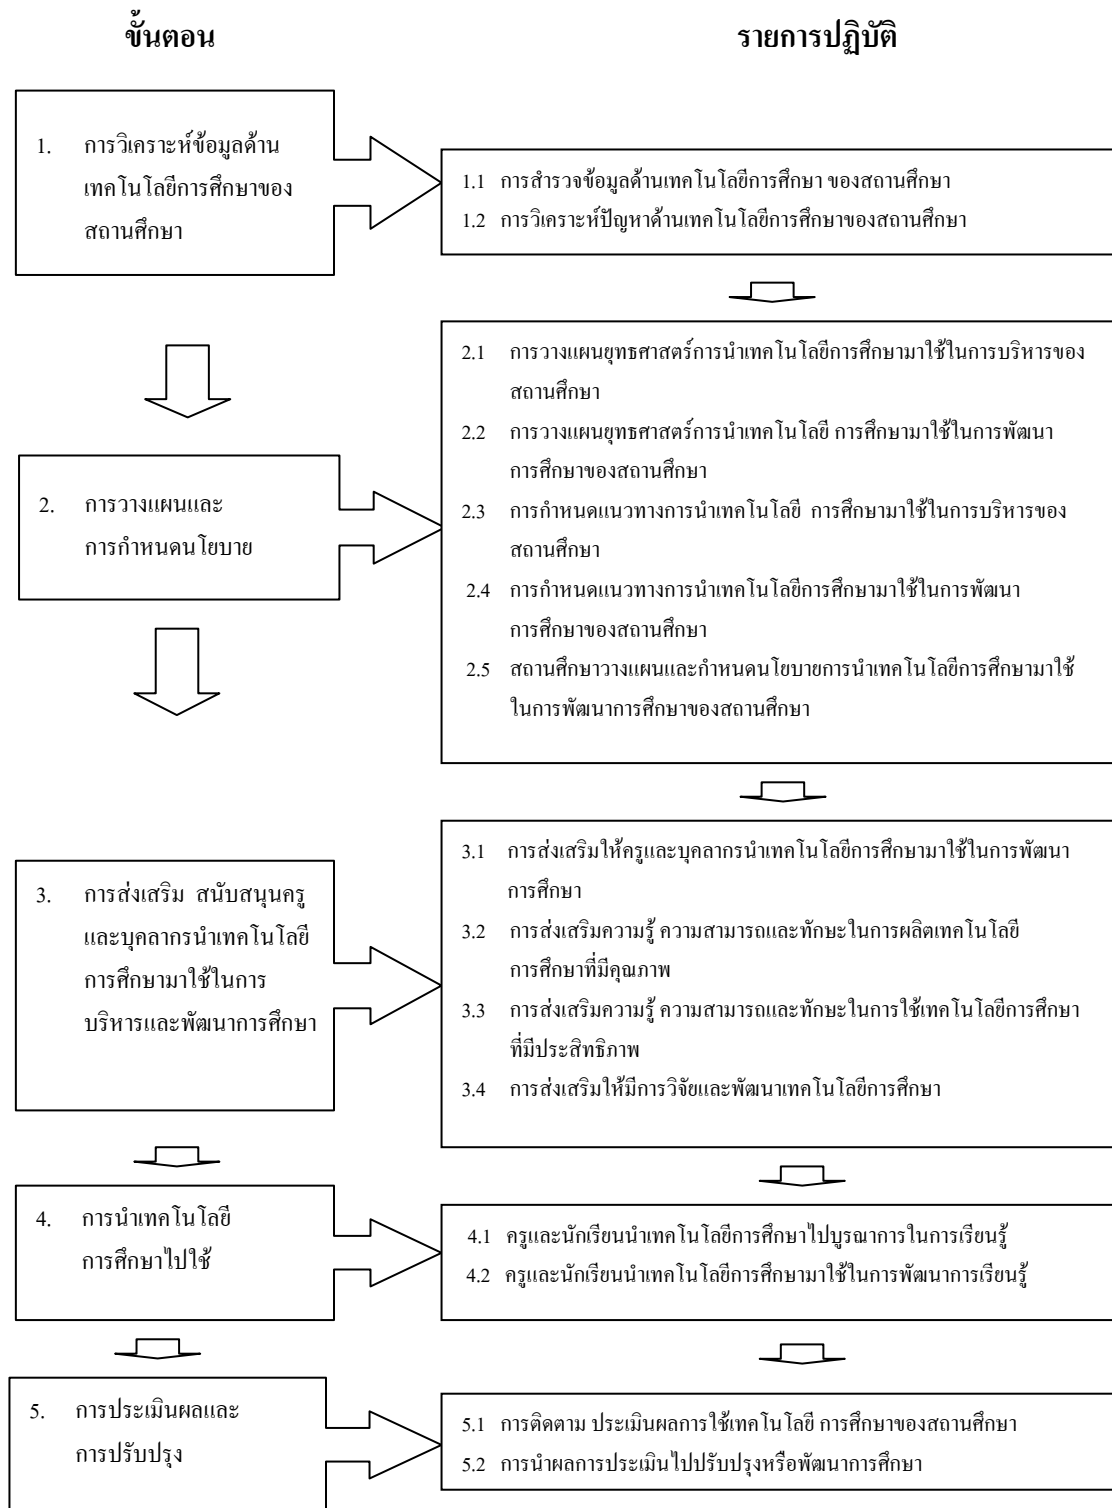 ขั้นตอน
รายการปฏิบัติ
1. การวิเคราะห์ข้อมูลด้าน
เทคโนโลยีการศึกษาของ
สถานศึกษา
1.1 การสำรวจข้อมูลด้านเทคโนโลยีการศึกษา ของสถานศึกษา
1.2 การวิเคราะห์ปัญหาด้านเทคโนโลยีการศึกษาของสถานศึกษา
2. การวางแผนและ
การกำหนดนโยบาย
2.1 การวางแผนยุทธศาสตร์การนำเทคโนโลยีการศึกษามาใช้ในการบริหารของ
สถานศึกษา
2.2 การวางแผนยุทธศาสตร์การนำเทคโนโลยี การศึกษามาใช้ในการพัฒนา
การศึกษาของสถานศึกษา
2.3 การกำหนดแนวทางการนำเทคโนโลยี การศึกษามาใช้ในการบริหารของ
สถานศึกษา
2.4 การกำหนดแนวทางการนำเทคโนโลยีการศึกษามาใช้ในการพัฒนา
การศึกษาของสถานศึกษา
2.5 สถานศึกษาวางแผนและกำหนดนโยบายการนำเทคโนโลยีการศึกษามาใช้
ในการพัฒนาการศึกษาของสถานศึกษา
3. การส่งเสริม สนับสนุนครู
และบุคลากรนำเทคโนโลยี
การศึกษามาใช้ในการ
บริหารและพัฒนาการศึกษา
3.1 การส่งเสริมให้ครูและบุคลากรนำเทคโนโลยีการศึกษามาใช้ในการพัฒนา
การศึกษา
3.2 การส่งเสริมความรู้ ความสามารถและทักษะในการผลิตเทคโนโลยี
การศึกษาที่มีคุณภาพ
3.3 การส่งเสริมความรู้ ความสามารถและทักษะในการใช้เทคโนโลยีการศึกษา
ที่มีประสิทธิภาพ
3.4 การส่งเสริมให้มีการวิจัยและพัฒนาเทคโนโลยีการศึกษา
4. การนำเทคโนโลยี
การศึกษาไปใช้
4.1 ครูและนักเรียนนำเทคโนโลยีการศึกษาไปบูรณาการในการเรียนรู้
4.2 ครูและนักเรียนนำเทคโนโลยีการศึกษามาใช้ในการพัฒนาการเรียนรู้
5. การประเมินผลและ
การปรับปรุง
5.1 การติดตาม ประเมินผลการใช้เทคโนโลยี การศึกษาของสถานศึกษา
5.2 การนำผลการประเมินไปปรับปรุงหรือพัฒนาการศึกษา